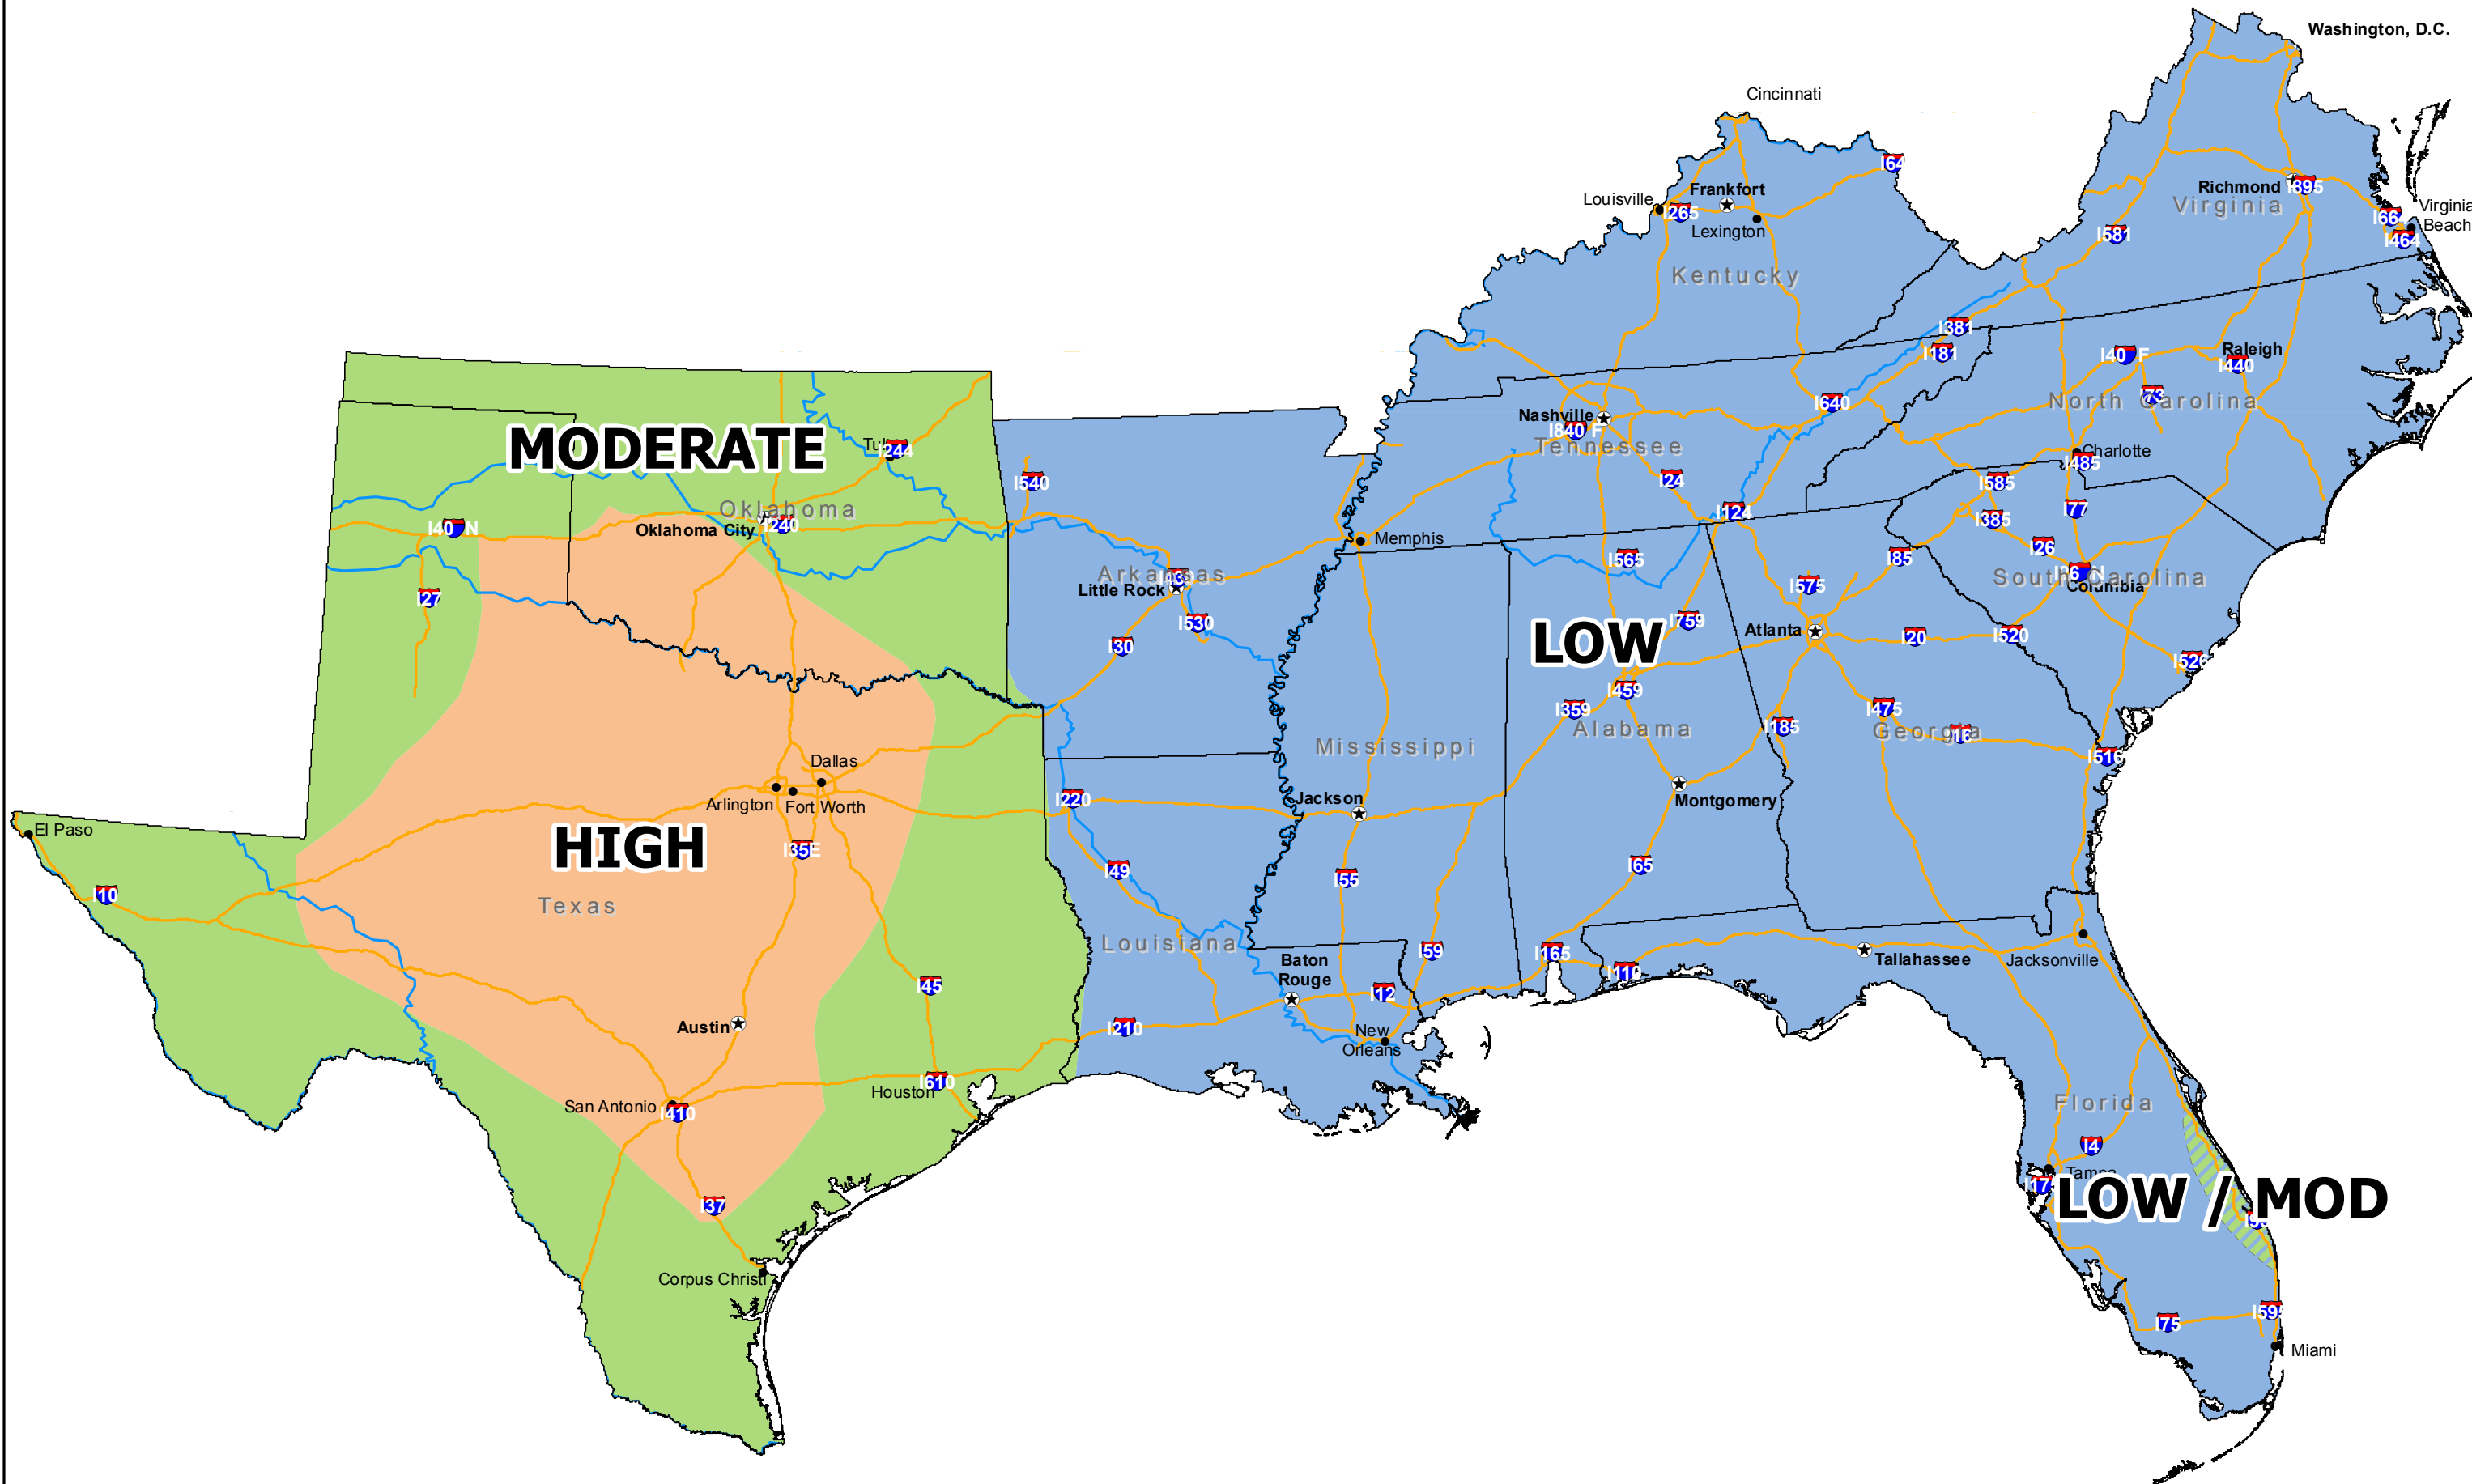 Washington, D.C.
Cincinnati
I64
Louisville
Frankfort
I265
Lexington
Richmond
I895
Virginia
I664
Virginia
Beach
I464
I581
Kentucky
I381
I181
I40 F
Raleigh
I440
I73
North Carolina
I640
Nashville
I840 F
Tennessee
MODERATE
I244
Charlotte
I485
I540
I24
I585
Oklahoma
I40 N
Oklahoma City
I240
I124
I77
I385
Memphis
I26
I565
I85
Arkansas
Little Rock
I575
South Carolina
Columbia
I27
I530
I759
LOW
Atlanta
I20
I520
I30
I526
I459
I359
Alabama
I185
I475
Georgia
I16
Mississippi
I516
Dallas
Arlington
Fort Worth
I220
Jackson
Montgomery
El Paso
HIGH
I35E
I49
I55
I65
I10
Texas
Louisiana
I59
I165
I110
Tallahassee
Jacksonville
Baton
Rouge
I45
I12
Austin
I210
New
Orleans
I610
Houston
San Antonio
I410
Florida
I4
Tampa
LOW / MOD
I37
Corpus Christi
I75
Miami